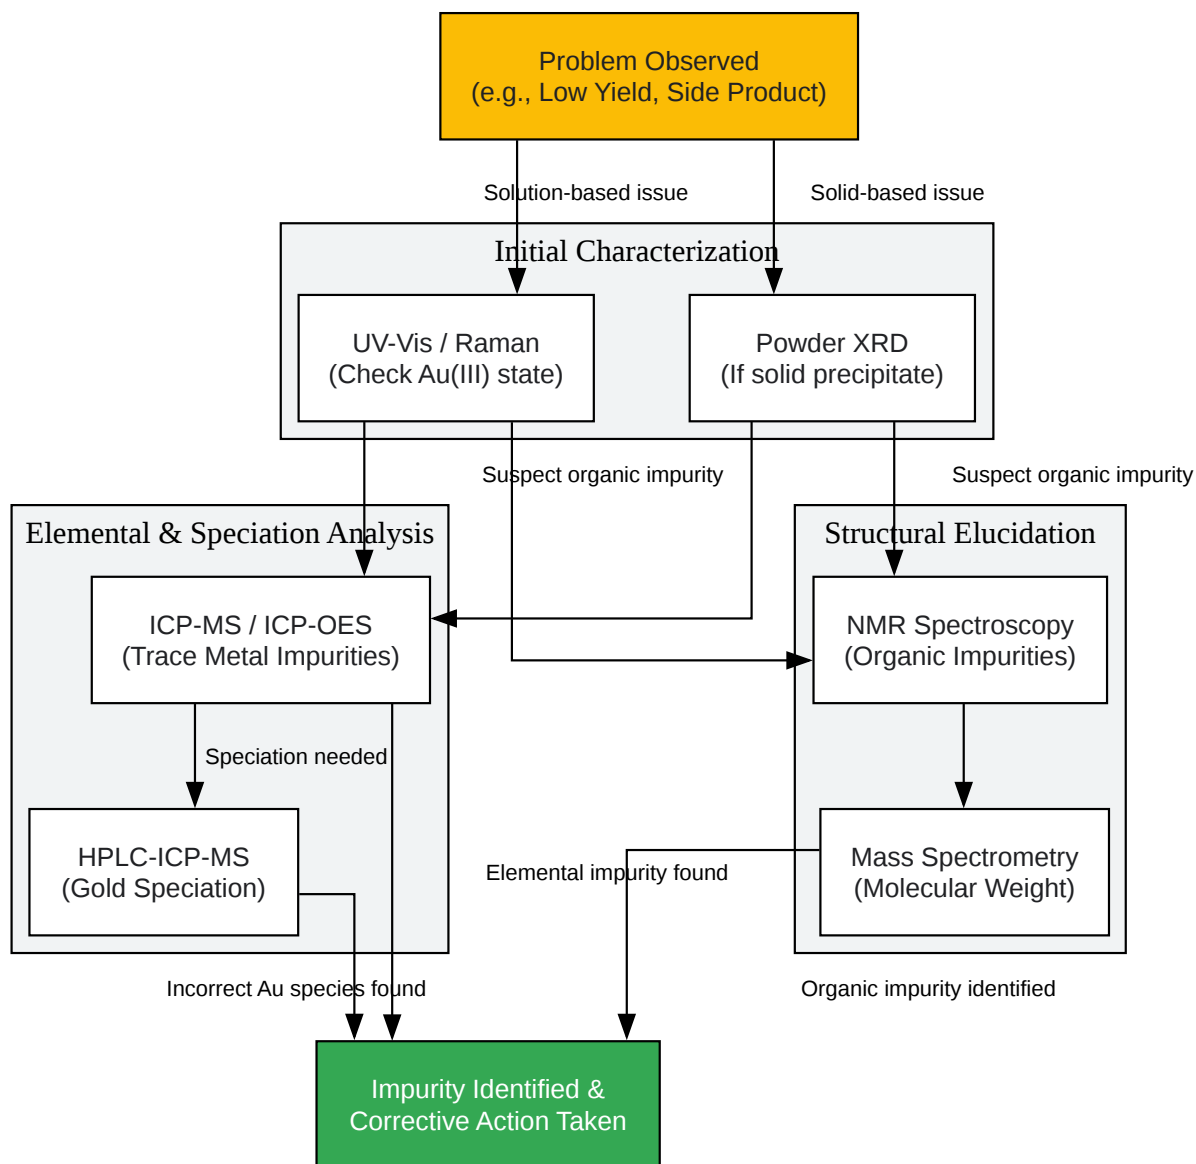 Problem Observed
(e.g., Low Yield, Side Product)
Solution-based issue
Solid-based issue
Initial Characterization
UV-Vis / Raman
(Check Au(III) state)
Powder XRD
(If solid precipitate)
Suspect organic impurity
Suspect organic impurity
Elemental & Speciation Analysis
Structural Elucidation
ICP-MS / ICP-OES
(Trace Metal Impurities)
NMR Spectroscopy
(Organic Impurities)
Speciation needed
HPLC-ICP-MS
(Gold Speciation)
Elemental impurity found
Mass Spectrometry
(Molecular Weight)
Incorrect Au species found
Organic impurity identified
Impurity Identified &
Corrective Action Taken